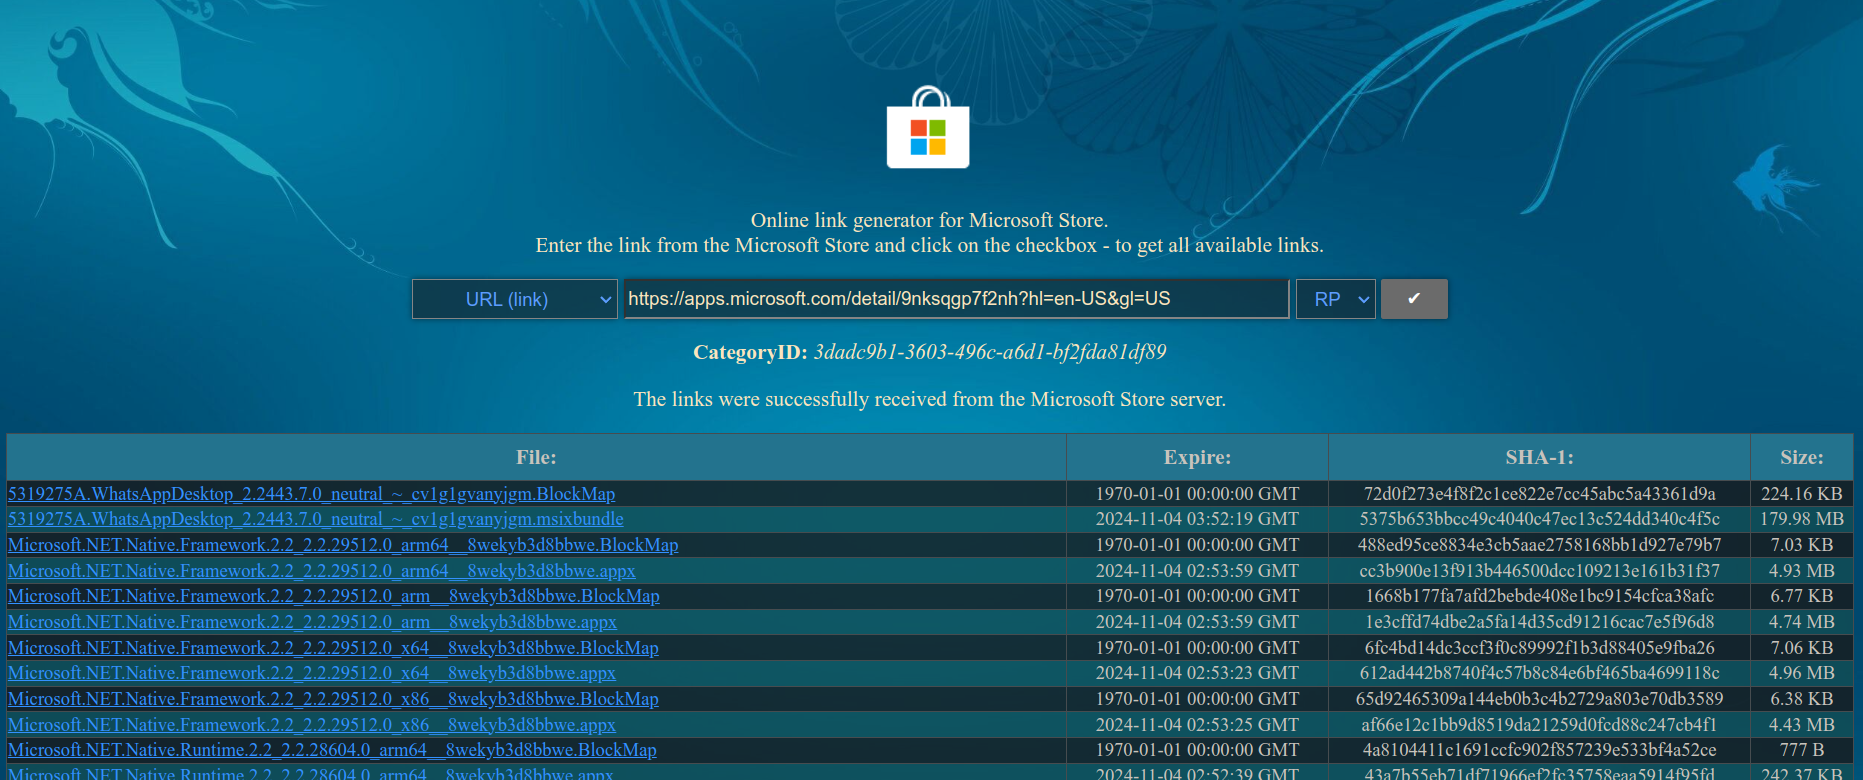 Online link generator for Microsoft Store.
Enter the link from the Microsoft Store and click on the checkbox - to get all available links.
URL (link) https://apps.microsoft.com/detail/9nksqgp7f2nh?hl=en-US&gl=US RP ✔
CategoryID: 3dadc9b1-3603-496c-a6d1-bf2fda81df89
The links were successfully received from the Microsoft Store server.
File: Expire: SHA-1: Size:
5319275A.WhatsAppDesktop_2.2443.7.0_neutral_~_cv1g1gvanyjgm.BlockMap 1970-01-01 00:00:00 GMT 72d0f273e4f8f2c1ce822e7cc45abc5a43361d9a 224.16 KB
5319275A.WhatsAppDesktop_2.2443.7.0_neutral_~_cv1g1gvanyjgm.msixbundle 2024-11-04 03:52:19 GMT 5375b653bbcc49c4040c47ec13c524dd340c4f5c 179.98 MB
Microsoft.NET.Native.Framework.2.2_2.2.29512.0_arm64__8wekyb3d8bbwe.BlockMap 1970-01-01 00:00:00 GMT 488ed95ce8834e3cb5aae2758168bb1d927e79b7 7.03 KB
Microsoft.NET.Native.Framework.2.2_2.2.29512.0_arm64__8wekyb3d8bbwe.appx 2024-11-04 02:53:59 GMT cc3b900e13f913b446500dcc109213e161b31f37 4.93 MB
Microsoft.NET.Native.Framework.2.2_2.2.29512.0_arm__8wekyb3d8bbwe.BlockMap 1970-01-01 00:00:00 GMT 1668b177fa7afd2bebde408e1bc9154cfca38afc 6.77 KB
Microsoft.NET.Native.Framework.2.2_2.2.29512.0_arm__8wekyb3d8bbwe.appx 2024-11-04 02:53:59 GMT 1e3cffd74dbe2a5fa14d35cd91216cac7e5f96d8 4.74 MB
Microsoft.NET.Native.Framework.2.2_2.2.29512.0_x64__8wekyb3d8bbwe.BlockMap 1970-01-01 00:00:00 GMT 6fc4bd14dc3ccf3f0c89992f1b3d88405e9fba26 7.06 KB
Microsoft.NET.Native.Framework.2.2_2.2.29512.0_x64__8wekyb3d8bbwe.appx 2024-11-04 02:53:23 GMT 612ad442b8740f4c57b8c84e6bf465ba4699118c 4.96 MB
Microsoft.NET.Native.Framework.2.2_2.2.29512.0_x86__8wekyb3d8bbwe.BlockMap 1970-01-01 00:00:00 GMT 65d92465309a144eb0b3c4b2729a803e70db3589 6.38 KB
Microsoft.NET.Native.Framework.2.2_2.2.29512.0_x86__8wekyb3d8bbwe.appx 2024-11-04 02:53:25 GMT af66e12c1bb9d8519da21259d0fcd88c247cb4f1 4.43 MB
Microsoft.NET.Native.Runtime.2.2_2.2.28604.0_arm64__8wekyb3d8bbwe.BlockMap 1970-01-01 00:00:00 GMT 4a8104411c1691ccfc902f857239e533bf4a52ce 777 B
Microsoft.NET.Native.Runtime.2.2_2.2.28604.0_arm64__8wekyb3d8bbwe.appx 2024-11-04 02:52:39 GMT 43a7b55eb71df71966ef2fc35758eaa5914f95fd 242.37 KB